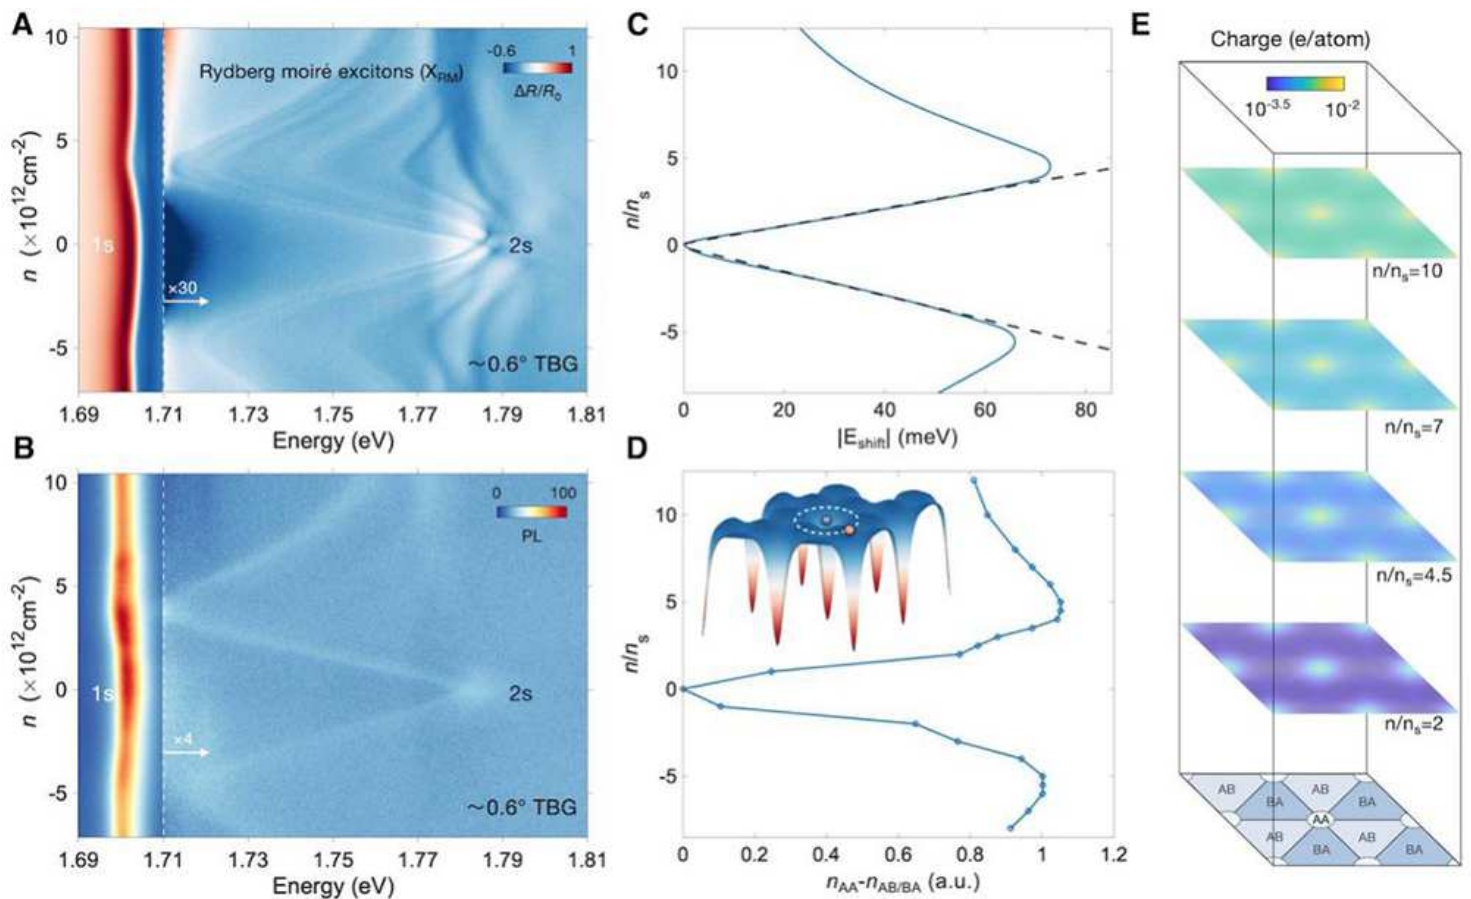 A
10
5
0
-5
n (×10¹²cm⁻²)
Rydberg moiré excitons (X_RM)
-0.6 1
ΔR/R₀
1s
2s
×30
~0.6° TBG
1.69 1.71 1.73 1.75 1.77 1.79 1.81
Energy (eV)
B
10
5
0
-5
n (×10¹²cm⁻²)
0 100
PL
1s
2s
×4
~0.6° TBG
1.69 1.71 1.73 1.75 1.77 1.79 1.81
Energy (eV)
C
10
5
0
-5
n/n_s
0 20 40 60 80
|E_shift| (meV)
D
10
5
0
-5
n/n_s
0 0.2 0.4 0.6 0.8 1 1.2
n_AA-n_AB/BA (a.u.)
E
Charge (e/atom)
10⁻³·⁵ 10⁻²
n/n_s=10
n/n_s=7
n/n_s=4.5
n/n_s=2
AB AB
BA BA
AA
AB AB
BA BA